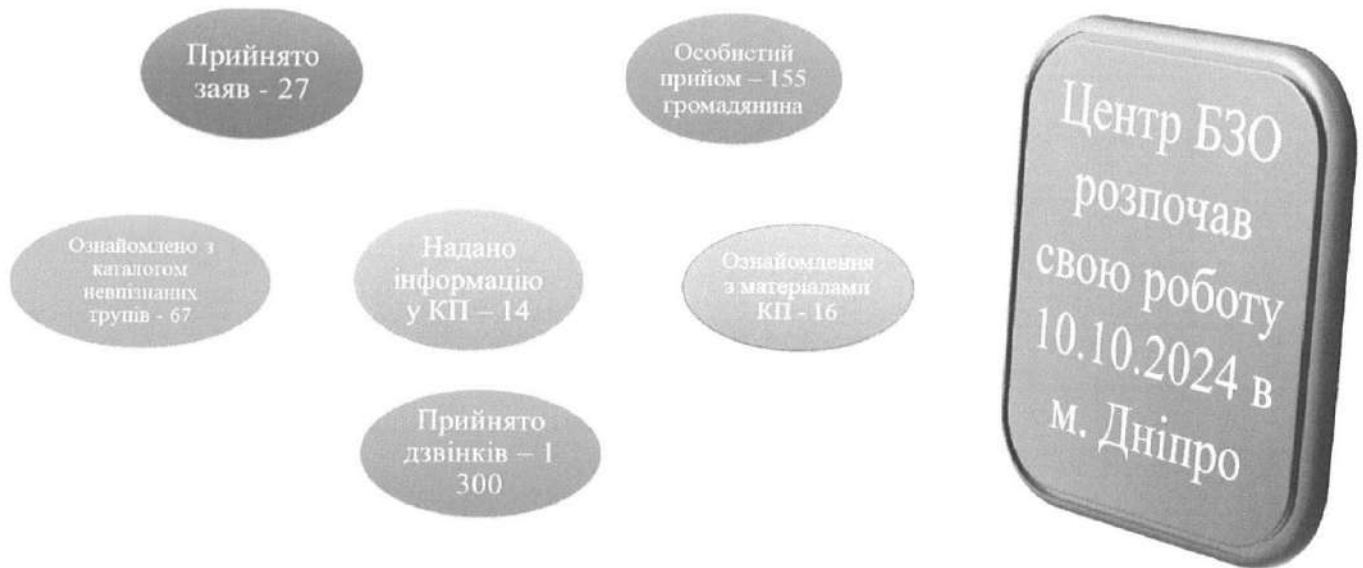 Прийнято
заяв - 27
Особистий
прийом – 155
громадянина
Ознайомлено з
каталогом
невпізнаних
трупів - 67
Надано
інформацію
у КП – 14
Ознайомлення
з матеріалами
КП - 16
Прийнято
дзвінків – 1
300
Центр БЗО
розпочав
свою роботу
10.10.2024 в
м. Дніпро